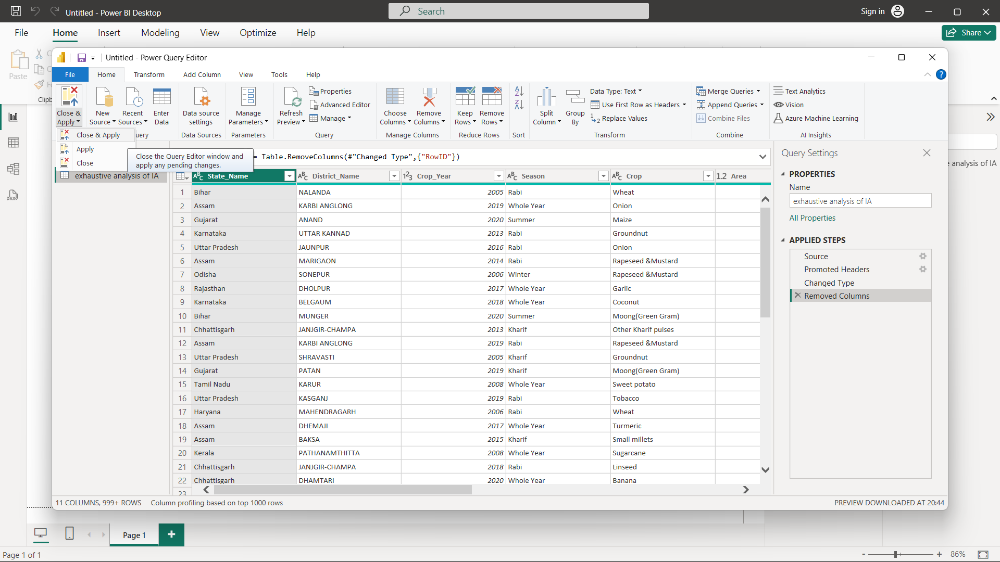 Untitled - Power BI Desktop
Search
Sign in
File Home Insert Modeling View Optimize Help
Share
Paste
Untitled - Power Query Editor
File Home Transform Add Column View Tools Help
Close & Apply
New Source
Recent Sources
Enter Data
Data source settings
Data Sources
Manage Parameters
Parameters
Refresh Preview
Properties
Advanced Editor
Manage
Query
Choose Columns
Remove Columns
Manage Columns
Keep Rows
Remove Rows
Reduce Rows
Sort
Split Column
Group By
Data Type: Text
Use First Row as Headers
Replace Values
Transform
Merge Queries
Append Queries
Combine Files
Combine
Text Analytics
Vision
Azure Machine Learning
AI Insights
Close & Apply
Apply
Close
Close the Query Editor window and
apply any pending changes.
exhaustive analysis of IA
= Table.RemoveColumns(#"Changed Type",{"RowID"})
State_Name District_Name Crop_Year Season Crop 1.2 Area
1 Bihar NALANDA 2005 Rabi Wheat
2 Assam KARBI ANGLONG 2019 Whole Year Onion
3 Gujarat ANAND 2020 Summer Maize
4 Karnataka UTTAR KANNAD 2013 Rabi Groundnut
5 Uttar Pradesh JAUNPUR 2016 Rabi Onion
6 Assam MARIGAON 2014 Rabi Rapeseed &Mustard
7 Odisha SONEPUR 2006 Winter Rapeseed &Mustard
8 Rajasthan DHOLPUR 2017 Whole Year Garlic
9 Karnataka BELGAUM 2018 Whole Year Coconut
10 Bihar MUNGER 2020 Summer Moong(Green Gram)
11 Chhattisgarh JANJGIR-CHAMPA 2013 Kharif Other Kharif pulses
12 Assam KARBI ANGLONG 2019 Rabi Rapeseed &Mustard
13 Uttar Pradesh SHRAVASTI 2005 Kharif Groundnut
14 Gujarat PATAN 2019 Kharif Moong(Green Gram)
15 Tamil Nadu KARUR 2008 Whole Year Sweet potato
16 Uttar Pradesh KASGANJ 2019 Rabi Tobacco
17 Haryana MAHENDRAGARH 2006 Rabi Wheat
18 Assam DHEMAJI 2017 Whole Year Turmeric
19 Assam BAKSA 2015 Kharif Small millets
20 Kerala PATHANAMTHITTA 2008 Whole Year Sugarcane
21 Chhattisgarh JANJGIR-CHAMPA 2018 Rabi Linseed
22 Chhattisgarh DHAMTARI 2020 Whole Year Banana
23
Query Settings
PROPERTIES
Name
exhaustive analysis of IA
All Properties
APPLIED STEPS
Source
Promoted Headers
Changed Type
Removed Columns
e analysis of IA
11 COLUMNS, 999+ ROWS Column profiling based on top 1000 rows
PREVIEW DOWNLOADED AT 20:44
Page 1
Page 1 of 1
86%